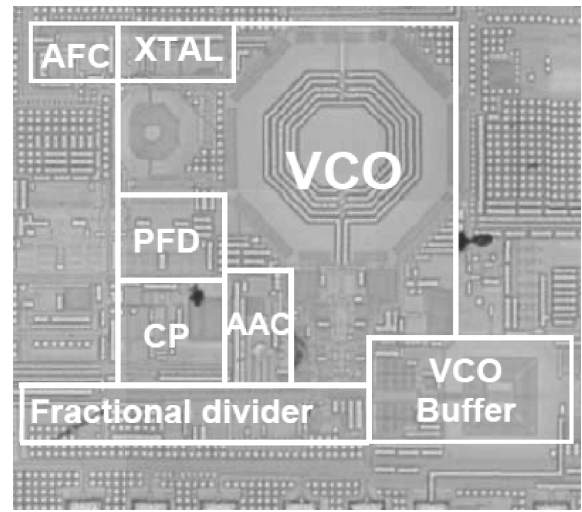 AFC
XTAL
VCO
PFD
CP
AAC
VCO
Buffer
Fractional divider